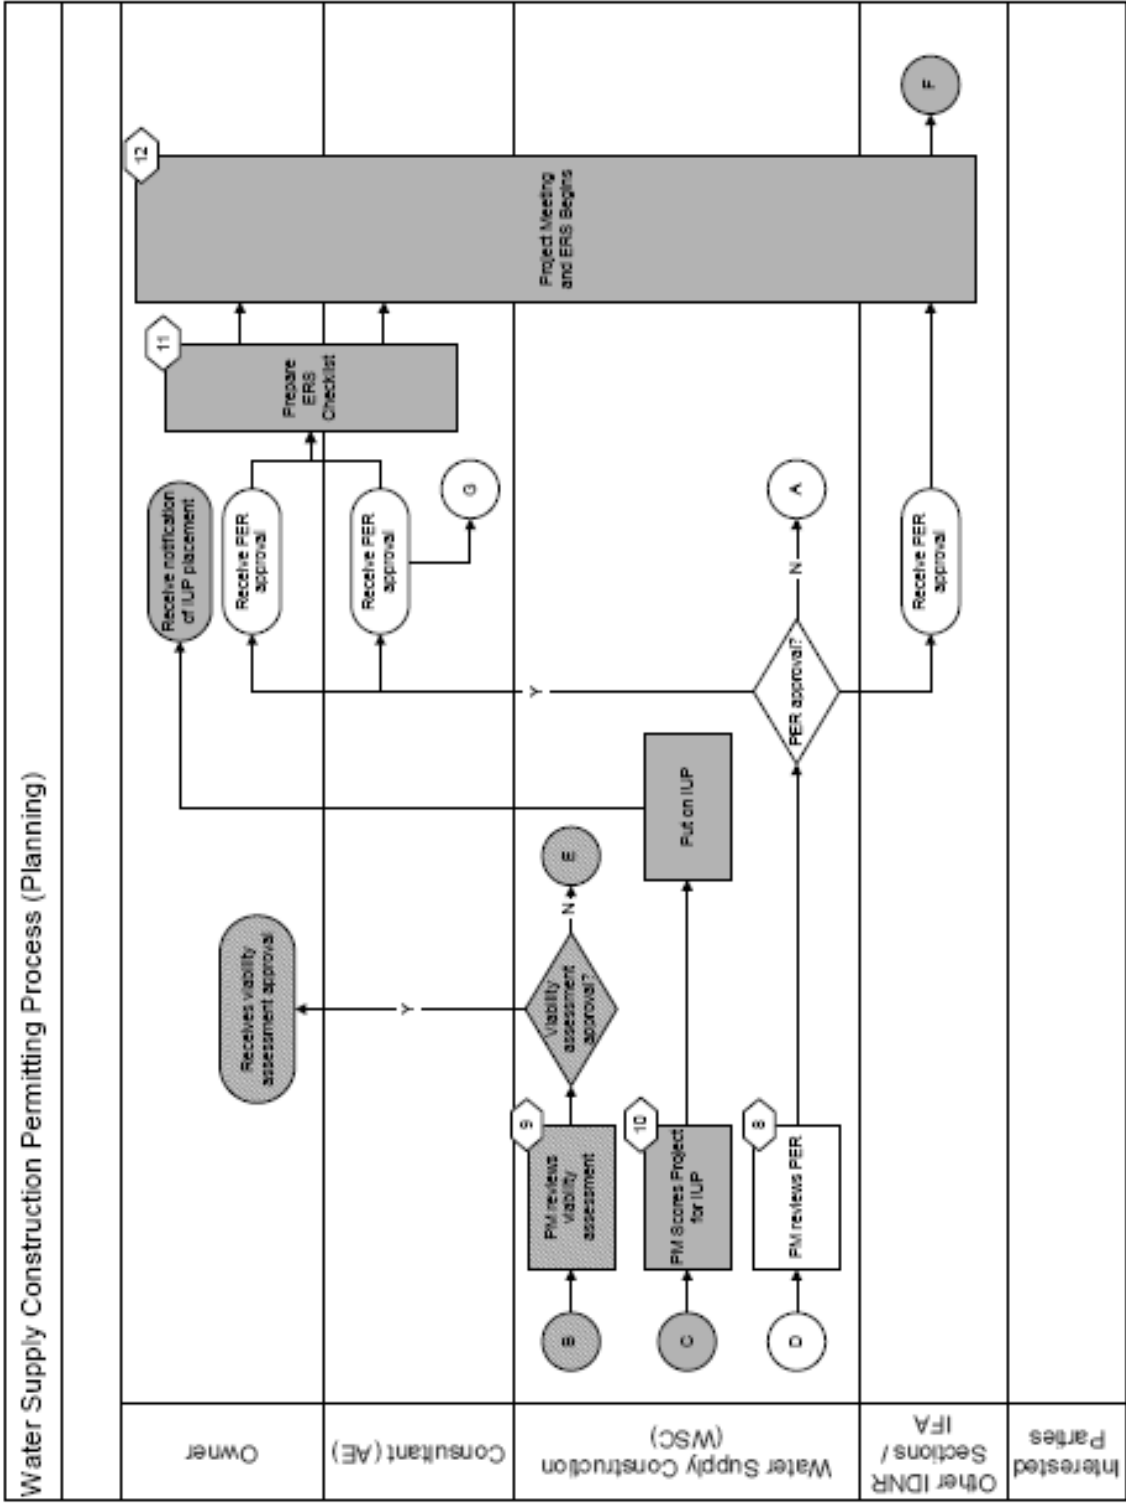 Water Supply Construction Permitting Process (Planning)
Owner
Receives viability
assessment approval
Receive notification
of IUP placement
Receive PER
approval
11
Prepare
ERS
Checklist
12
Consultant (AE)
Receive PER
approval
G
Water Supply Construction
(WSC)
B
9
PM reviews
viability
assessment
Viability
assessment
approval?
Y
N
E
C
10
PM Scores Project
for IUP
Put on IUP
D
8
PM reviews PER
PER approval?
Y
N
A
Project Meeting
and ERS Begins
Other IDNR
Sections /
IFA
Receive PER
approval
F
Interested
Parties